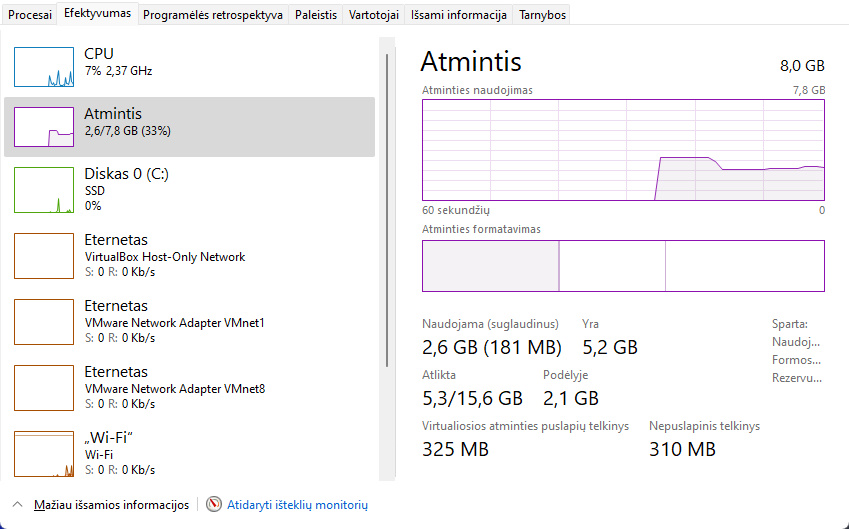 Procesai Efektyvumas Programėlės retrospektyva Paleistis Vartotojai Išsami informacija Tarnybos
CPU
7% 2,37 GHz
Atmintis
2,6/7,8 GB (33%)
Diskas 0 (C:)
SSD
0%
Eternetas
VirtualBox Host-Only Network
S: 0 R: 0 Kb/s
Eternetas
VMware Network Adapter VMnet1
S: 0 R: 0 Kb/s
Eternetas
VMware Network Adapter VMnet8
S: 0 R: 0 Kb/s
„Wi-Fi“
Wi-Fi
S: 0 R: 0 Kb/s
Atmintis 8,0 GB
Atminties naudojimas 7,8 GB
60 sekundžių 0
Atminties formatavimas
Naudojama (suglaudinus) Yra
2,6 GB (181 MB) 5,2 GB
Atlikta Podėlyje
5,3/15,6 GB 2,1 GB
Virtualiosios atminties puslapių telkinys Nepuslapinis telkinys
325 MB 310 MB
Sparta:
Naudoj...
Formos...
Rezervu...
Mažiau išsamios informacijos Atidaryti išteklių monitorių